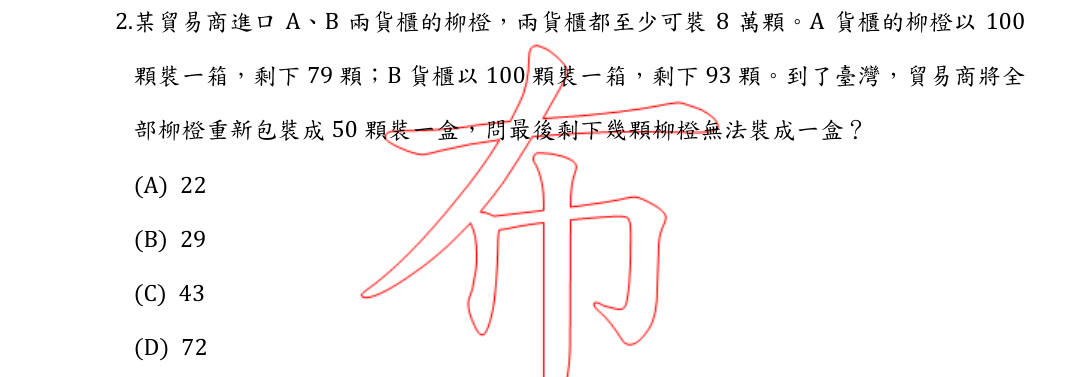 2.某貿易商進口 A、B 兩貨櫃的柳橙，兩貨櫃都至少可裝 8 萬顆。A 貨櫃的柳橙以 100
顆裝一箱，剩下 79 顆；B 貨櫃以 100 顆裝一箱，剩下 93 顆。到了臺灣，貿易商將全
部柳橙重新包裝成 50 顆裝一盒，問最後剩下幾顆柳橙無法裝成一盒？
(A) 22
(B) 29
(C) 43
(D) 72
布